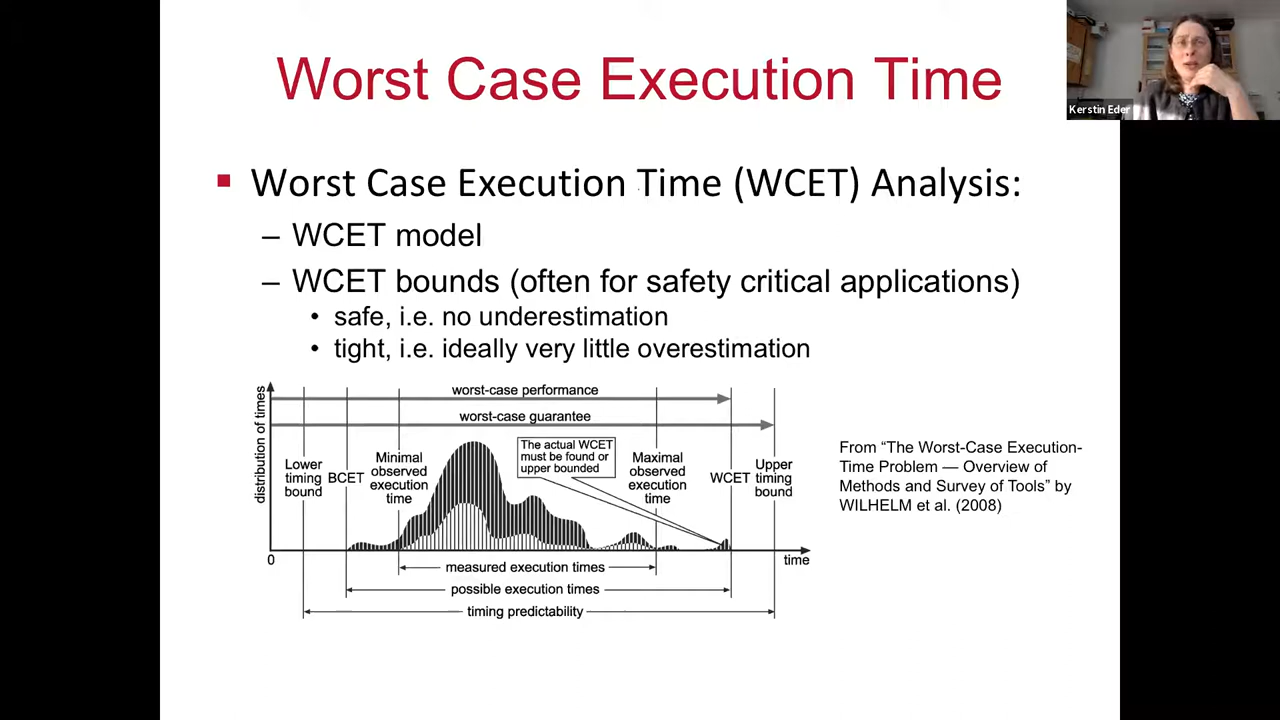 Worst Case Execution Time
Kerstin Eder
▪ Worst Case Execution Time (WCET) Analysis:
– WCET model
– WCET bounds (often for safety critical applications)
• safe, i.e. no underestimation
• tight, i.e. ideally very little overestimation
distribution of times
worst-case performance
worst-case guarantee
Lower
timing
bound
BCET
Minimal
observed
execution
time
The actual WCET
must be found or
upper bounded
Maximal
observed
execution
time
WCET
Upper
timing
bound
0
time
measured execution times
possible execution times
timing predictability
From “The Worst-Case Execution-
Time Problem — Overview of
Methods and Survey of Tools” by
WILHELM et al. (2008)